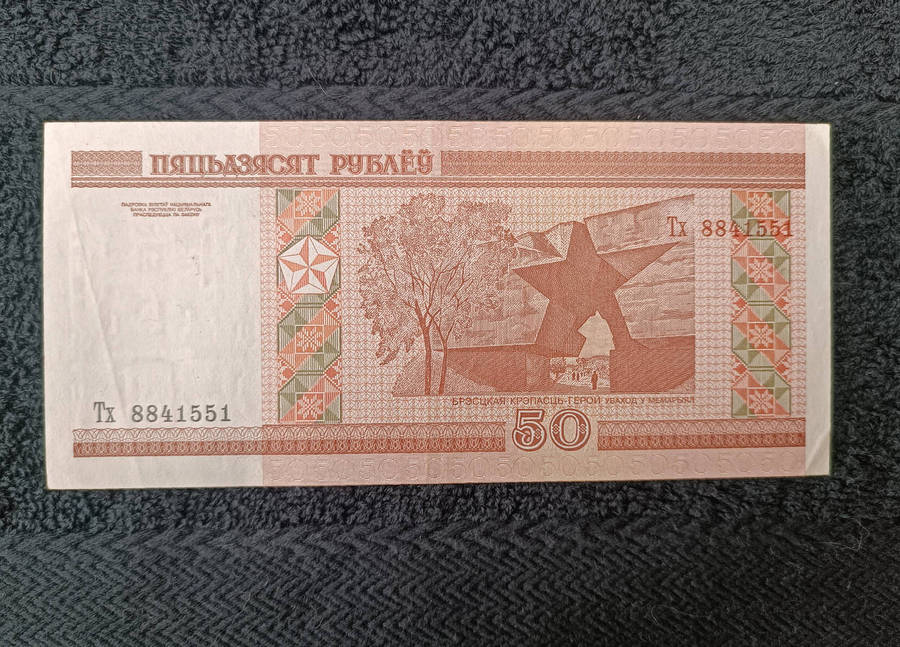 ПЯЦЬДЗЯСЯТ РУБЛЁЎ
ПАДРОБКА БІЛЕТАЎ НАЦЫЯНАЛЬНАГА
БАНКА РЭСПУБЛІКІ БЕЛАРУСЬ
ПРАСЛЕДУЕЦЦА ПА ЗАКОНУ
Тх 8841551
Тх 8841551
БРЭСЦКАЯ КРЭПАСЦЬ-ГЕРОЙ УВАХОД У МЕМАРЫЯЛ
50